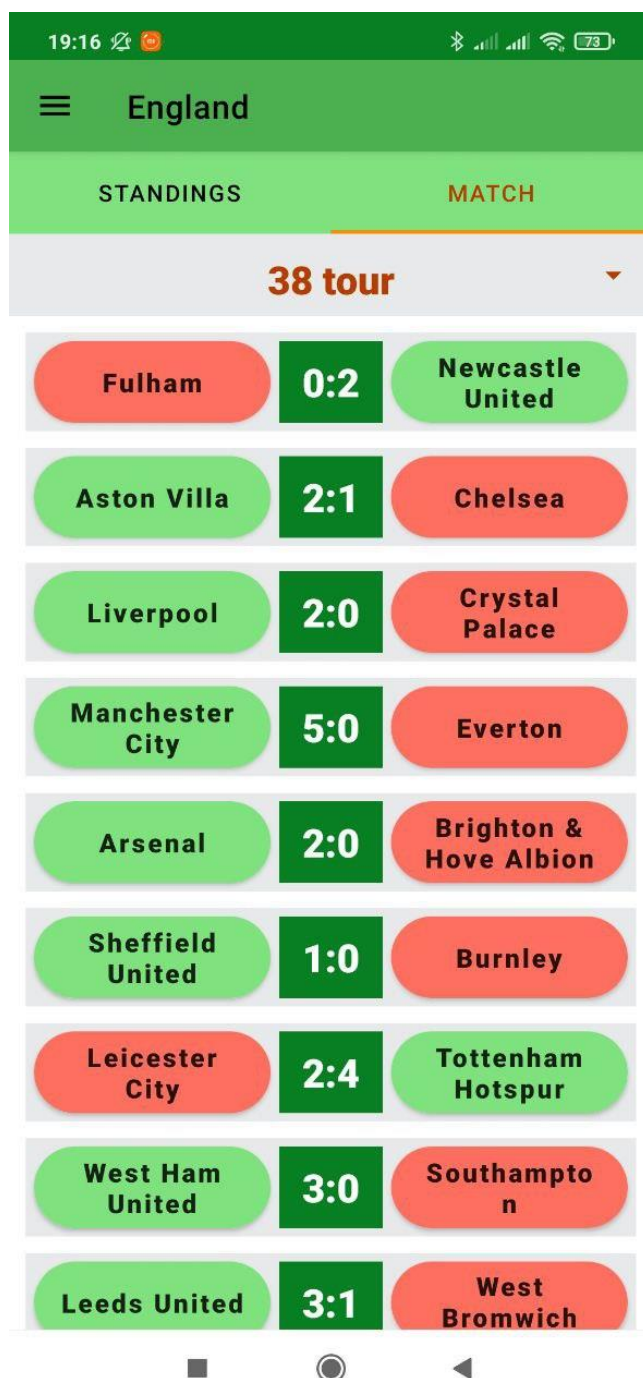 19:16
73
England
STANDINGS
MATCH
38 tour
Fulham
0:2
Newcastle
United
Aston Villa
2:1
Chelsea
Liverpool
2:0
Crystal
Palace
Manchester
City
5:0
Everton
Arsenal
2:0
Brighton &
Hove Albion
Sheffield
United
1:0
Burnley
Leicester
City
2:4
Tottenham
Hotspur
West Ham
United
3:0
Southampto
n
Leeds United
3:1
West
Bromwich